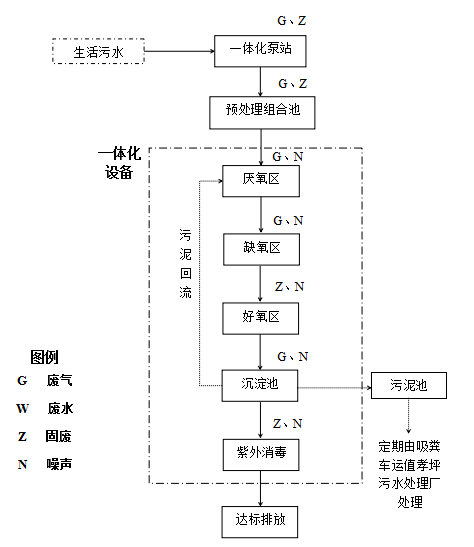 G、Z
生活污水
一体化泵站
G、Z
预处理组合池
一体化
设备
G、N
厌氧区
G、N
污
泥
回
流
缺氧区
Z、N
好氧区
G、N
图例
G 废气
W 废水
Z 固废
N 噪声
沉淀池
污泥池
Z、N
紫外消毒
定期由吸粪
车运值孝坪
污水处理厂
处理
达标排放